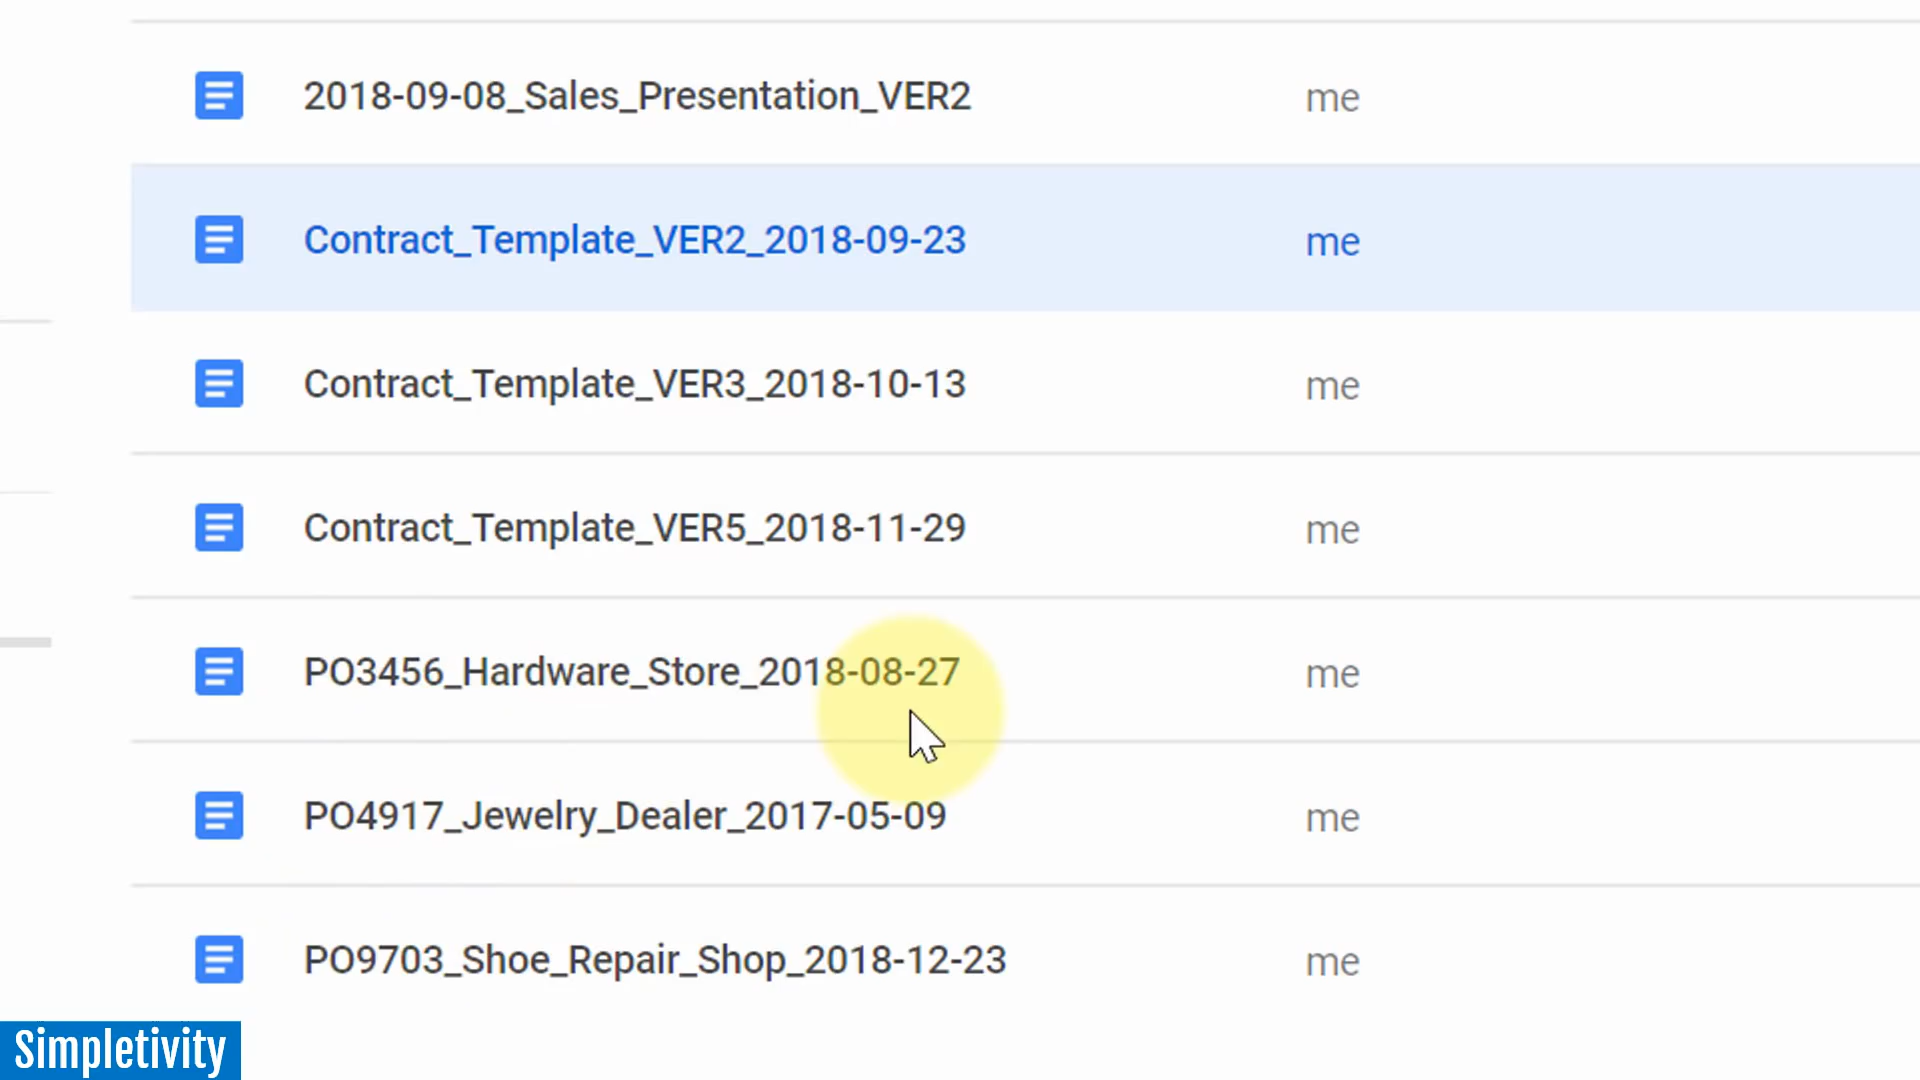 2018-09-08_Sales_Presentation_VER2 me
Contract_Template_VER2_2018-09-23 me
Contract_Template_VER3_2018-10-13 me
Contract_Template_VER5_2018-11-29 me
PO3456_Hardware_Store_2018-08-27 me
PO4917_Jewelry_Dealer_2017-05-09 me
PO9703_Shoe_Repair_Shop_2018-12-23 me
Simpletivity